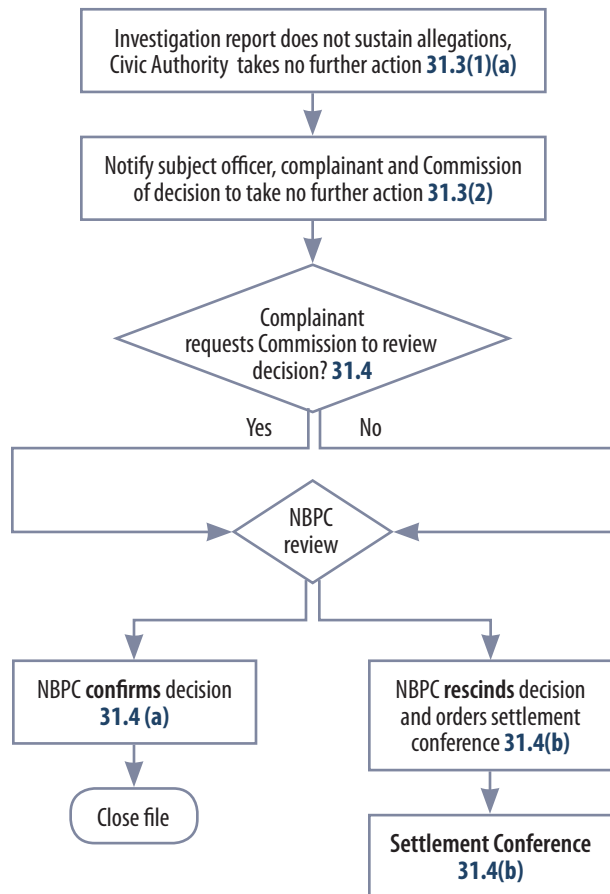 Investigation report does not sustain allegations,
Civic Authority takes no further action 31.3(1)(a)
Notify subject officer, complainant and Commission
of decision to take no further action 31.3(2)
Complainant
requests Commission to review
decision? 31.4
Yes
No
NBPC
review
NBPC confirms decision
31.4 (a)
NBPC rescinds decision
and orders settlement
conference 31.4(b)
Close file
Settlement Conference
31.4(b)